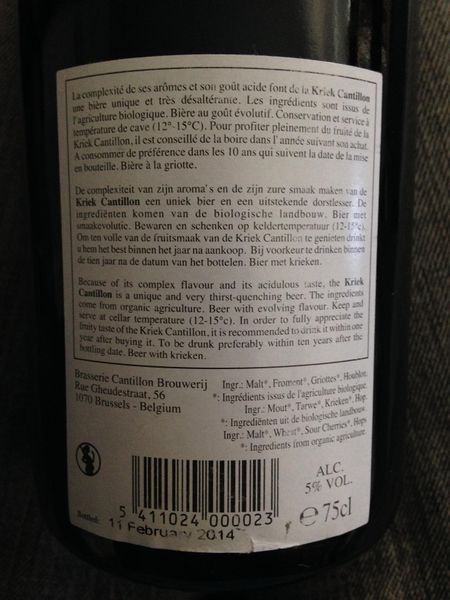 La complexité de ses arômes et son goût acide font de la Kriek Cantillon
une bière unique et très désaltérante. Les ingrédients sont issus de
l'agriculture biologique. Bière au goût évolutif. Conservation et service à
température de cave (12°-15°C). Pour profiter pleinement du fruité de la
Kriek Cantillon, il est conseillé de la boire dans l' année suivant son achat.
A consommer de préférence dans les 10 ans qui suivent la date de la mise
en bouteille. Bière à la griotte.
De complexiteit van zijn aroma's en de zijn zure smaak maken van de
Kriek Cantillon een uniek bier en een uitstekende dorstlesser. De
ingrediënten komen van de biologische landbouw. Bier met
smaakevolutie. Bewaren en schenken op keldertemperatuur (12-15°C).
Om ten volle van de fruitsmaak van de Kriek Cantillon te genieten drinkt
u hem het best binnen het jaar na aankoop. Bij voorkeur te drinken binnen
de tien jaar na de datum van het bottelen. Bier met krieken.
Because of its complex flavour and its acidulous taste, the Kriek
Cantillon is a unique and very thirst-quenching beer. The ingredients
come from organic agriculture. Beer with evolving flavour. Keep and
serve at cellar temperature (12-15°c). In order to fully appreciate the
fruity taste of the Kriek Cantillon, it is recommended to drink it within one
year after buying it. To be drunk preferably within ten years after the
bottling date. Beer with krieken.
Brasserie Cantillon Brouwerij
Rue Gheudestraat, 56
1070 Brussels - Belgium
Ingr.: Malt*, Froment*, Griottes*, Houblon.
*: Ingrédients issus de l'agriculture biologique.
Ingr.: Mout*, Tarwe*, Krieken*, Hop.
*: Ingrediënten uit de biologische landbouw.
Ingr.: Malt*, Wheat*, Sour Cherries*, Hops
*: Ingredients from organic agriculture.
ALC.
5% VOL.
5 411024 000023
e 75cl
Bottled: 11 February 2014